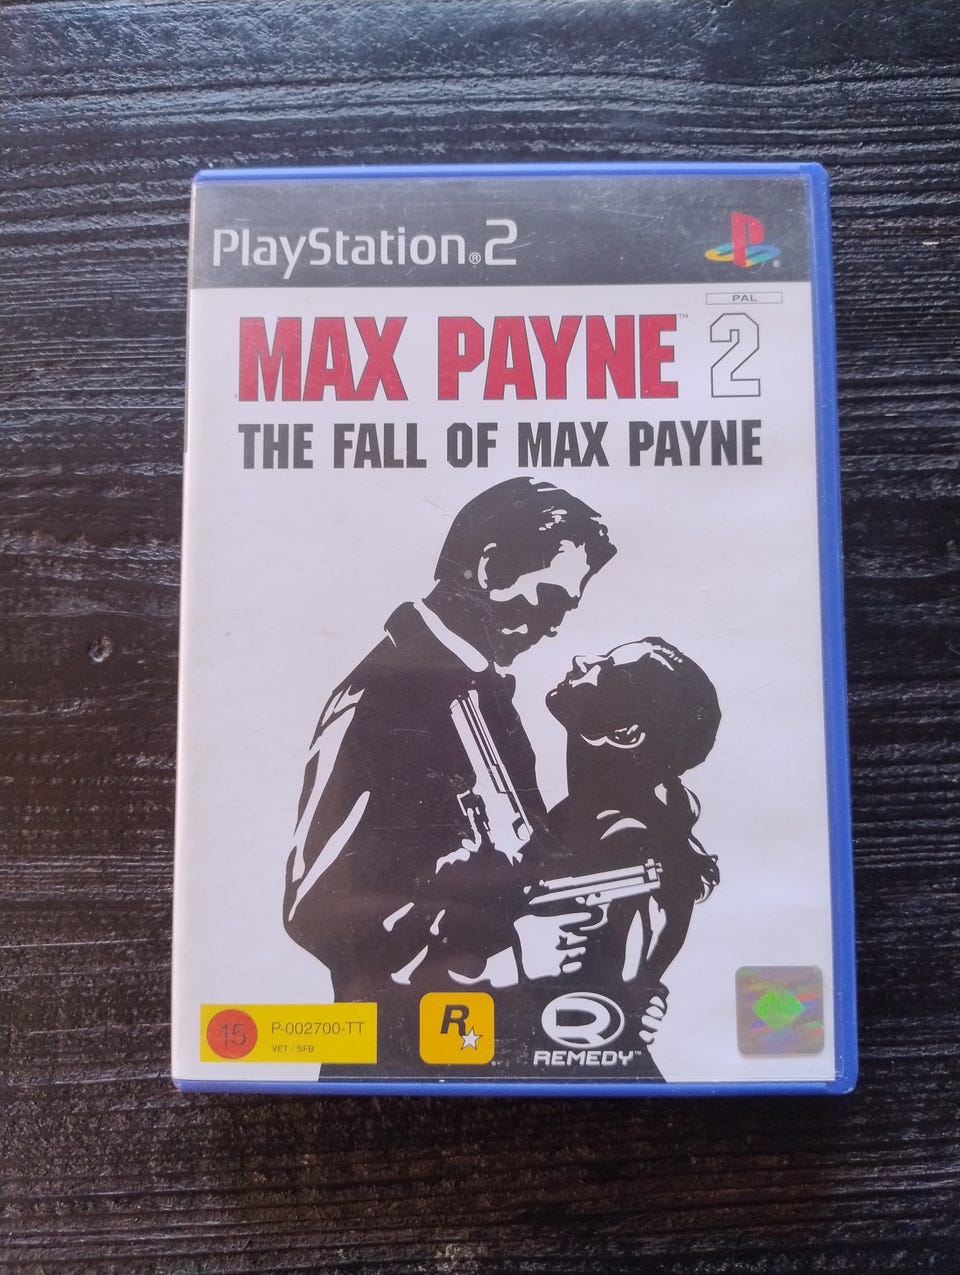 PlayStation®2
PAL
MAX PAYNE™ 2
THE FALL OF MAX PAYNE
15
P-002700-TT
VET / SFB
R
®
REMEDY™